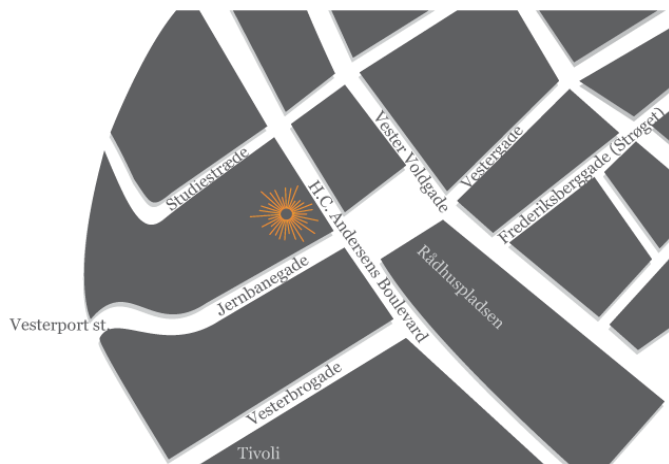 Studiestræde
Vester Voldgade
Vestergade
Frederiksberggade (Strøget)
H.C. Andersens Boulevard
Jernbanegade
Rådhuspladsen
Vesterport st.
Vesterbrogade
Tivoli